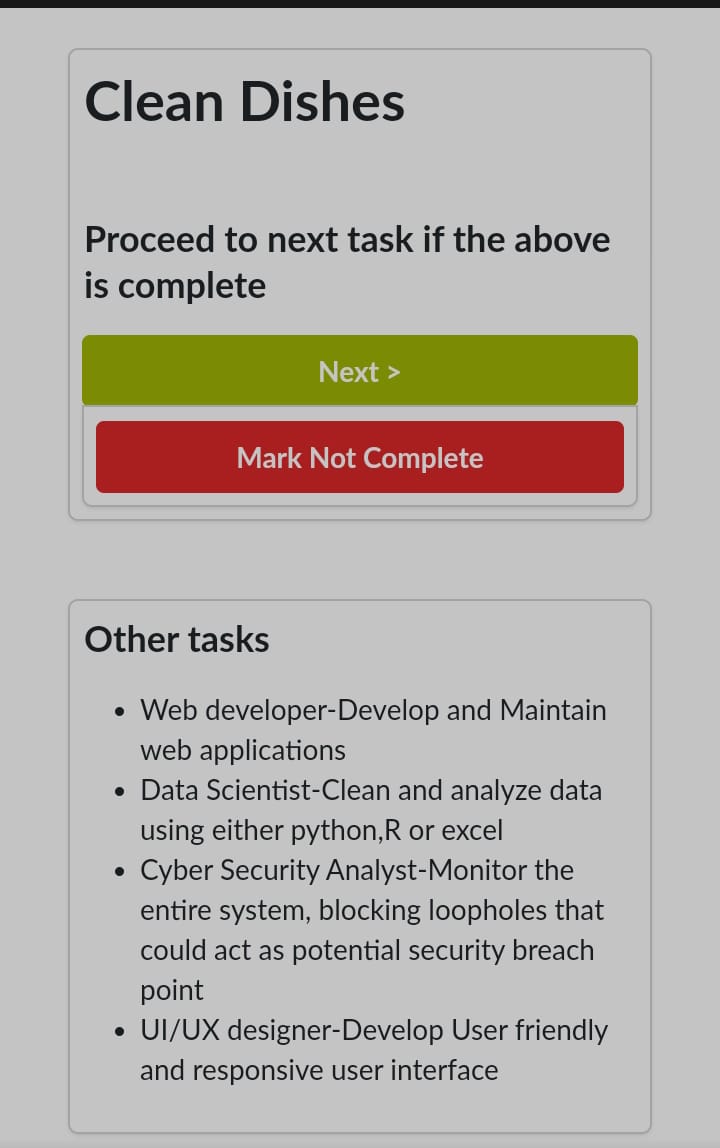 Clean Dishes
Proceed to next task if the above
is complete
Next >
Mark Not Complete
Other tasks
• Web developer-Develop and Maintain
web applications
• Data Scientist-Clean and analyze data
using either python,R or excel
• Cyber Security Analyst-Monitor the
entire system, blocking loopholes that
could act as potential security breach
point
• UI/UX designer-Develop User friendly
and responsive user interface